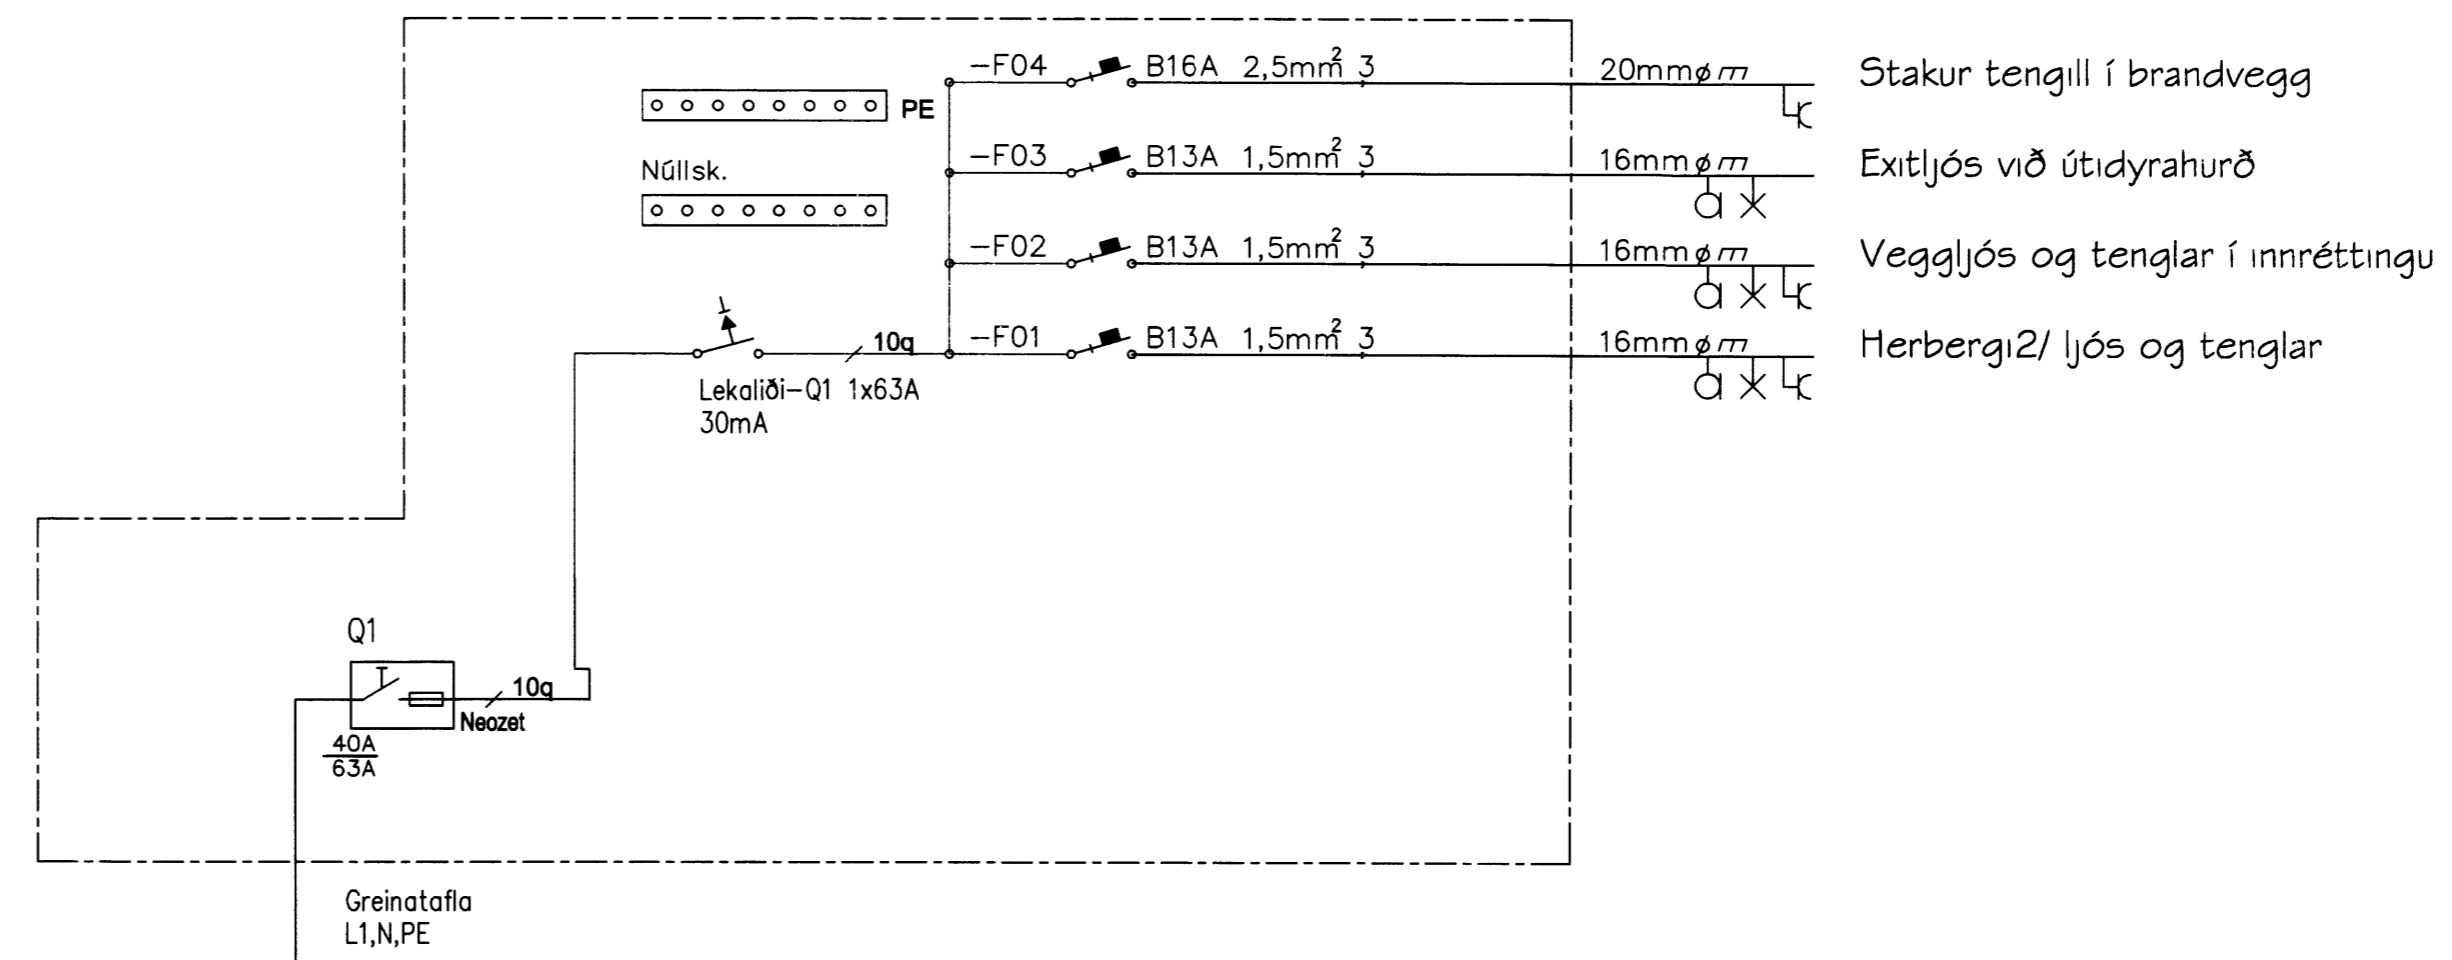 -F04 B16A 2,5mm² 3 20mmø Stakur tengill í brandvegg
PE
-F03 B13A 1,5mm² 3 16mmø Exitljós við útidyrahurð
Núllsk.
-F02 B13A 1,5mm² 3 16mmø Veggljós og tenglar í innréttingu
10q -F01 B13A 1,5mm² 3 16mmø Herbergi2/ ljós og tenglar
Lekaliði-Q1 1x63A
30mA
Q1
10q
Neozet
40A
63A
Greinatafla
L1,N,PE